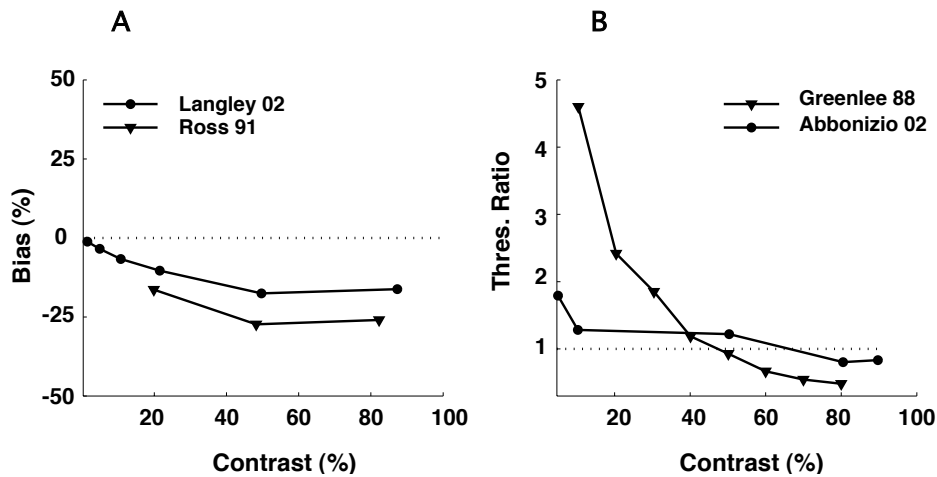 A
50
25
0
-25
-50
20
40
60
80
100
Bias (%)
Contrast (%)
Langley 02
Ross 91
B
5
4
3
2
1
20
40
60
80
100
Thres. Ratio
Contrast (%)
Greenlee 88
Abbonizio 02